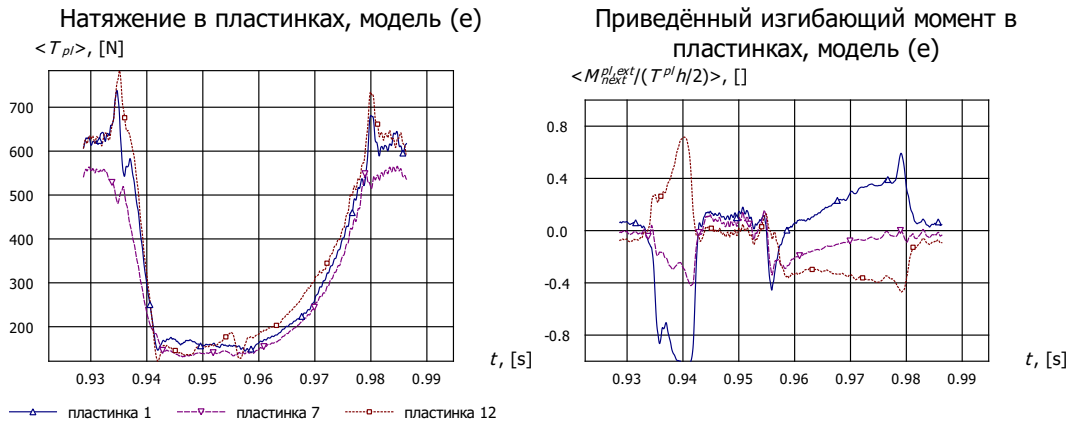 Натяжение в пластинках, модель (e)
<T_pl>, [N]
700
600
500
400
300
200
0.93 0.94 0.95 0.96 0.97 0.98 0.99
t, [s]
пластинка 1 пластинка 7 пластинка 12
Приведённый изгибающий момент в
пластинках, модель (e)
<M^{pl,ext}_{next}/(T^{pl}h/2)>, []
0.8
0.4
0.0
-0.4
-0.8
0.93 0.94 0.95 0.96 0.97 0.98 0.99
t, [s]